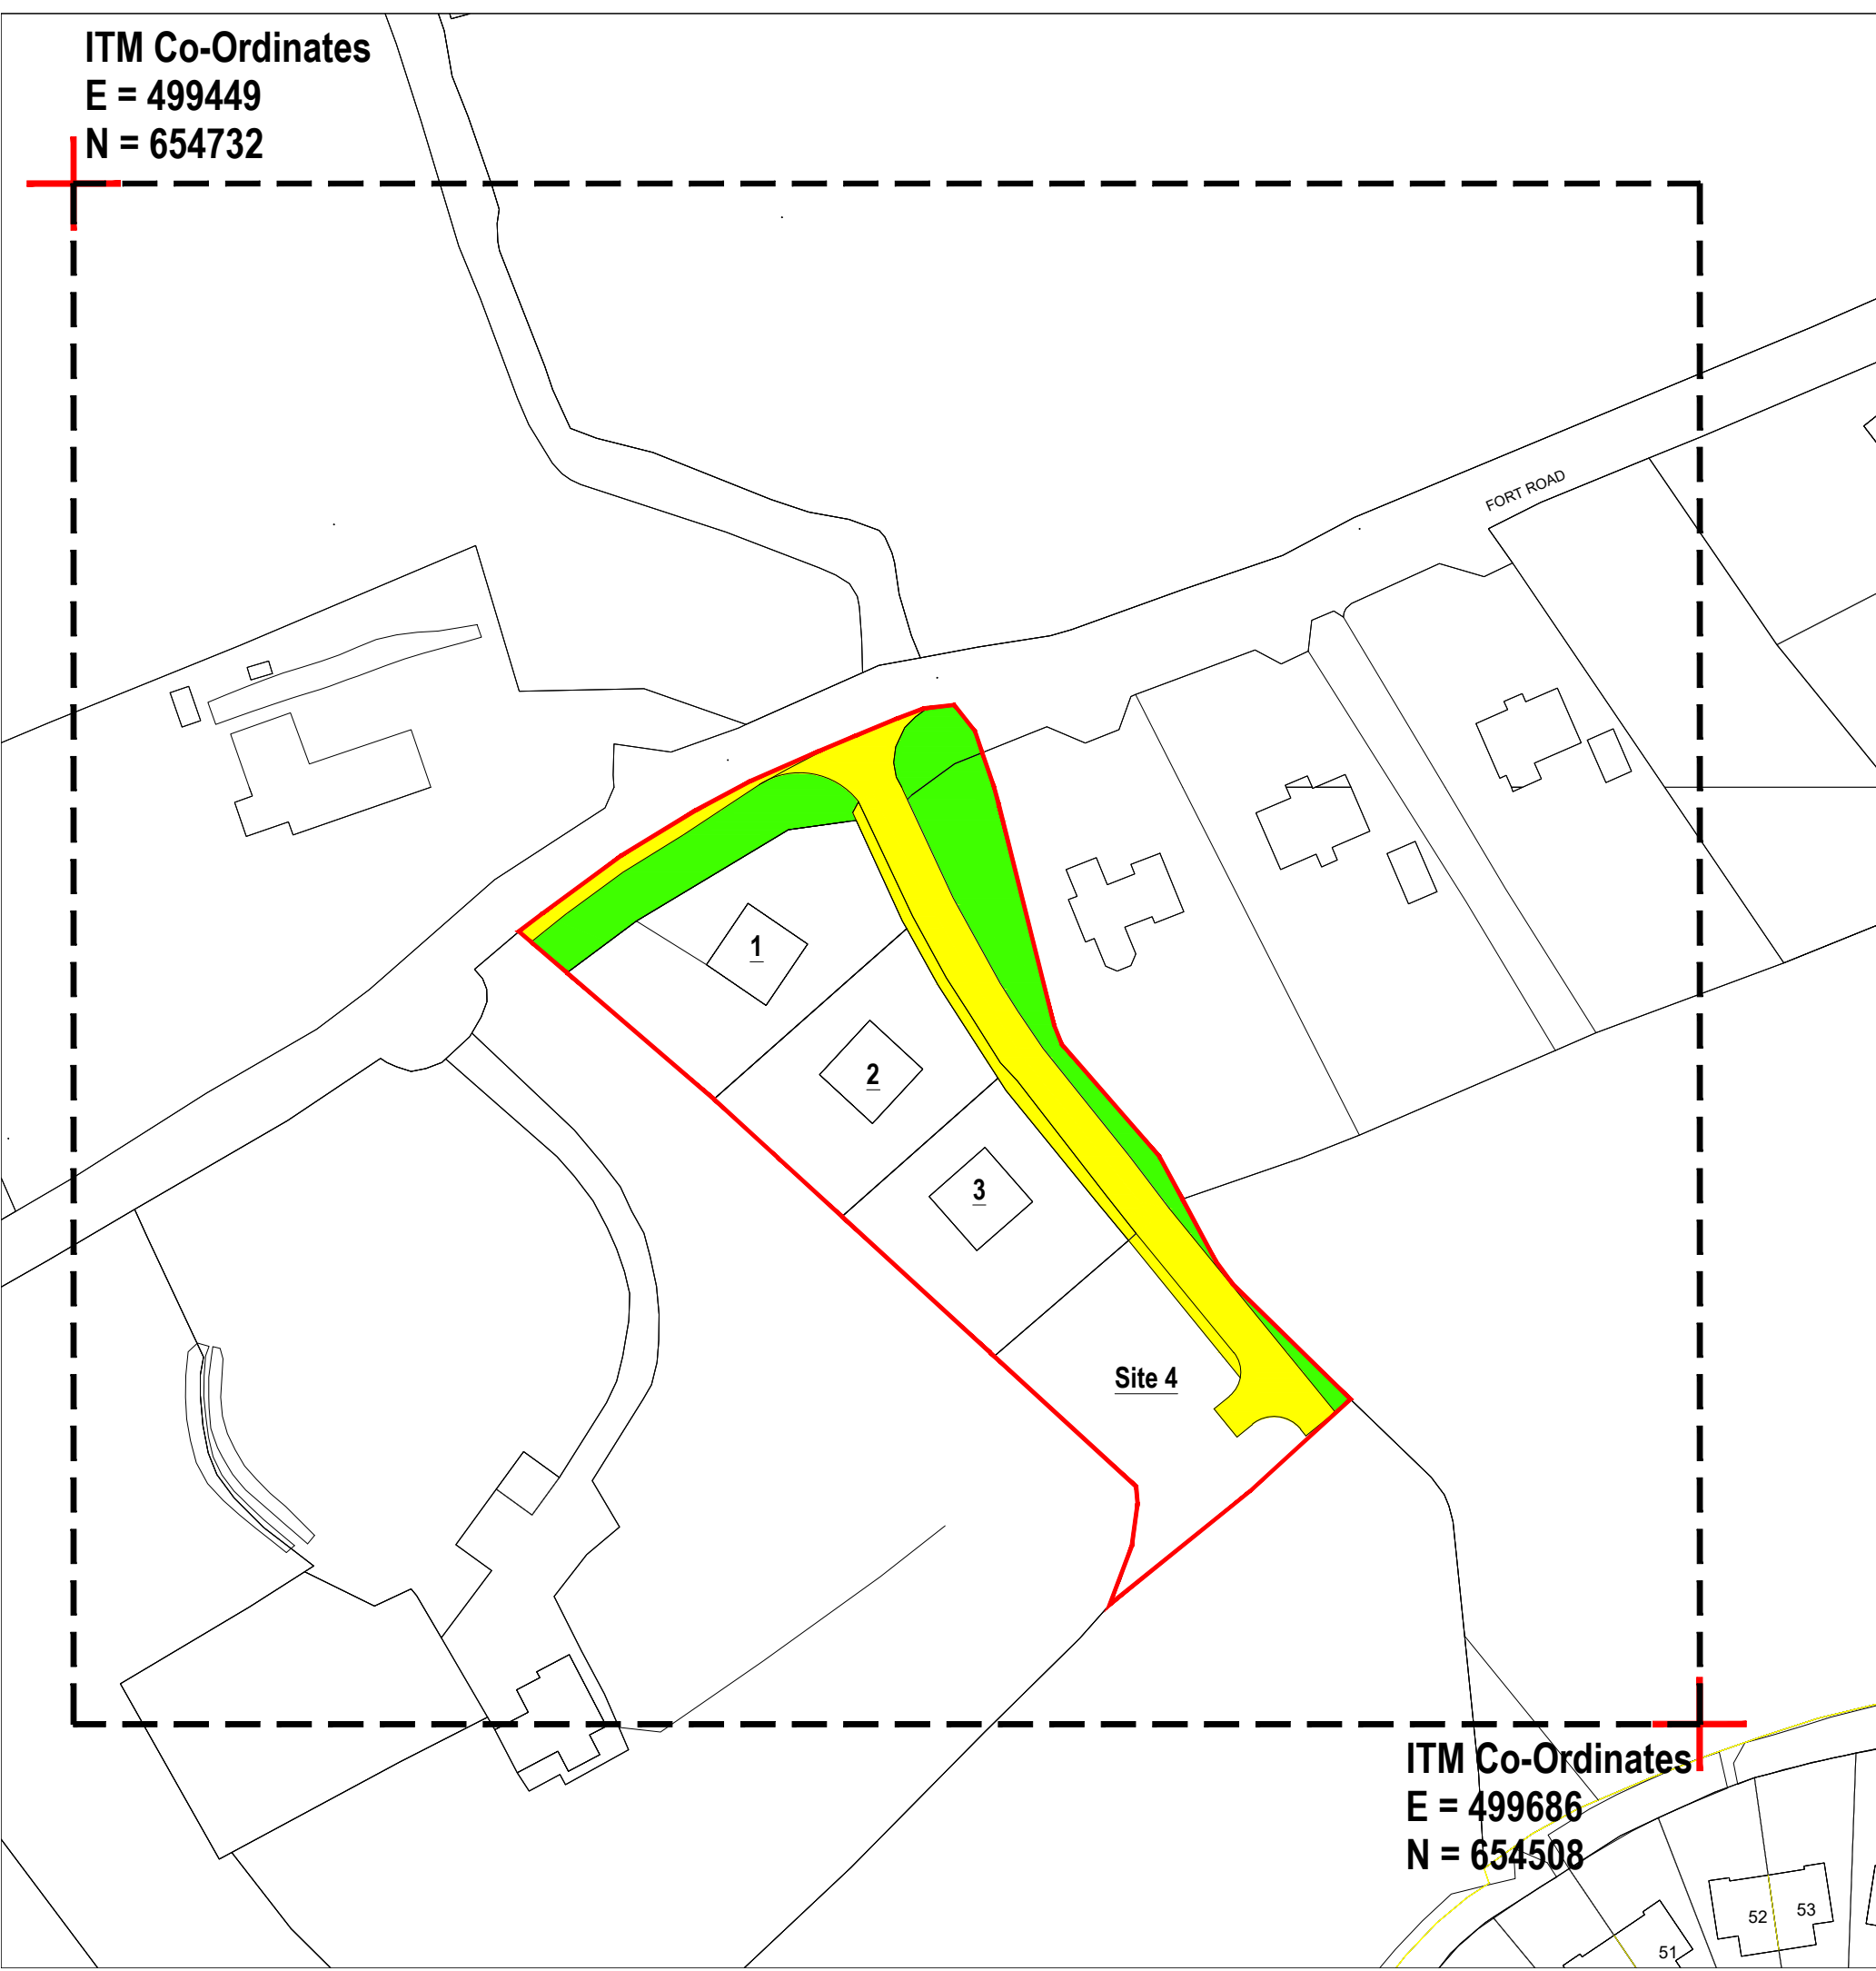 ITM Co-Ordinates
E = 499449
N = 654732
FORT ROAD
1
2
3
Site 4
ITM Co-Ordinates
E = 499686
N = 654508
52
53
51